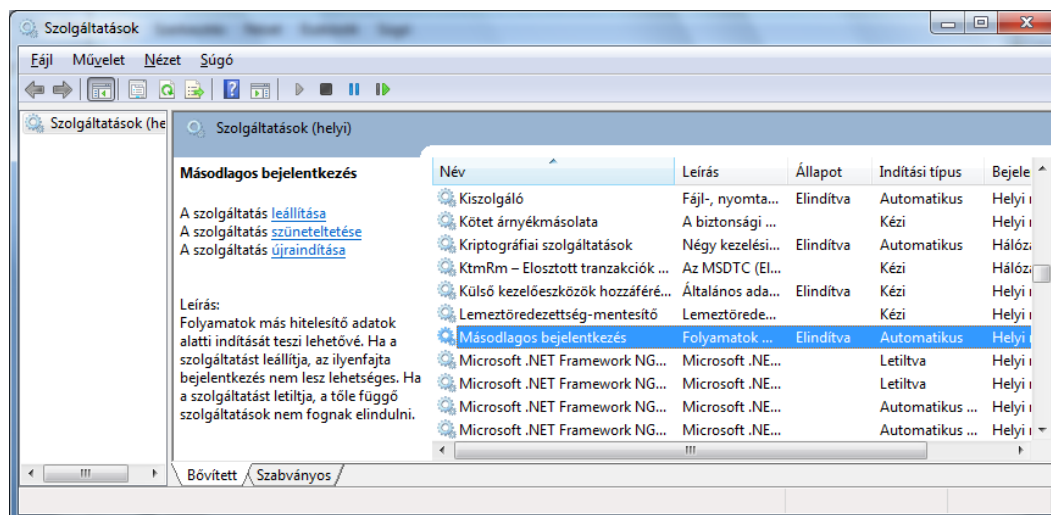 Szolgáltatások
Fájl Művelet Nézet Súgó
Szolgáltatások (he
Szolgáltatások (helyi)
Másodlagos bejelentkezés
A szolgáltatás leállítása
A szolgáltatás szüneteltetése
A szolgáltatás újraindítása
Leírás:
Folyamatok más hitelesítő adatok
alatti indítását teszi lehetővé. Ha a
szolgáltatást leállítja, az ilyenfajta
bejelentkezés nem lesz lehetséges. Ha
a szolgáltatást letiltja, a tőle függő
szolgáltatások nem fognak elindulni.
Név Leírás Állapot Indítási típus Bejele
Kiszolgáló Fájl-, nyomta... Elindítva Automatikus Helyi
Kötet árnyékmásolata A biztonsági ... Kézi Helyi
Kriptográfiai szolgáltatások Négy kezelési... Elindítva Automatikus Hálóz
KtmRm – Elosztott tranzakciók ... Az MSDTC (El... Kézi Hálóz
Külső kezelőeszközök hozzáféré... Általános ada... Elindítva Kézi Helyi
Lemeztöredezettség-mentesítő Lemeztörede... Kézi Helyi
Másodlagos bejelentkezés Folyamatok ... Elindítva Automatikus Helyi
Microsoft .NET Framework NG... Microsoft .NE... Letiltva Helyi
Microsoft .NET Framework NG... Microsoft .NE... Letiltva Helyi
Microsoft .NET Framework NG... Microsoft .NE... Automatikus ... Helyi
Microsoft .NET Framework NG... Microsoft .NE... Automatikus ... Helyi
Bővített Szabványos